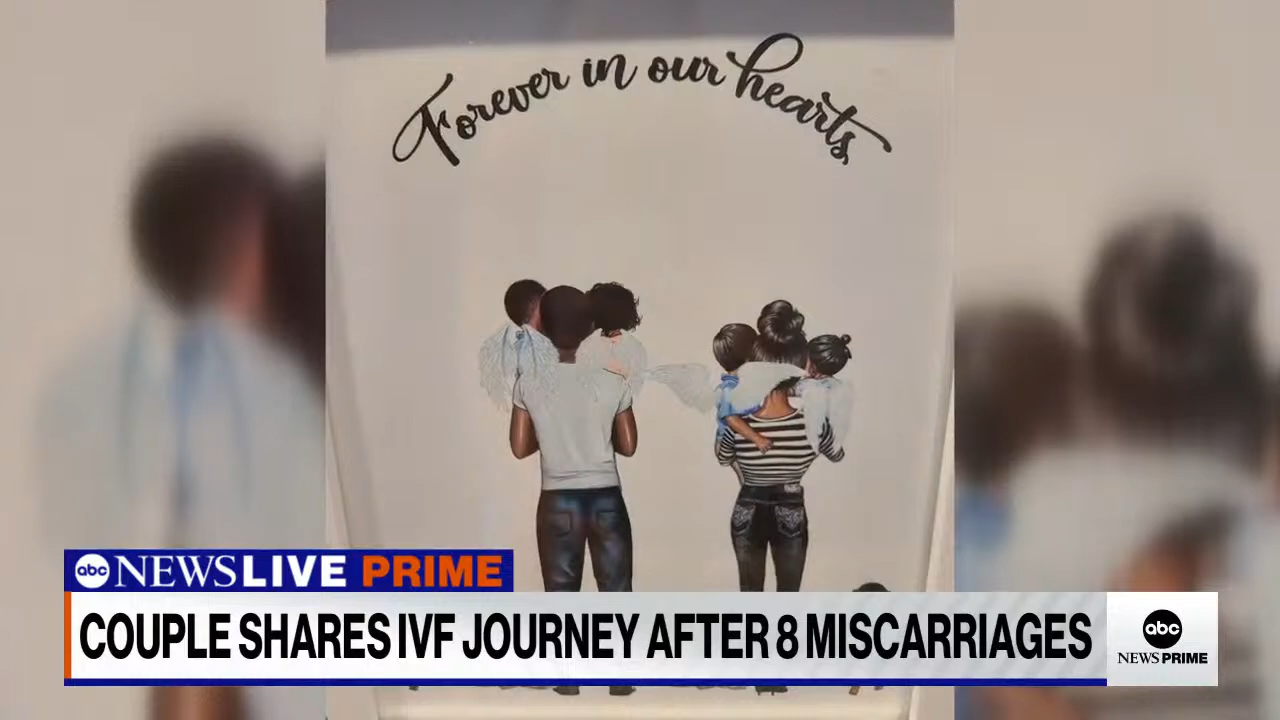 Forever in our hearts
abc NEWS LIVE PRIME
COUPLE SHARES IVF JOURNEY AFTER 8 MISCARRIAGES
abc
NEWS PRIME